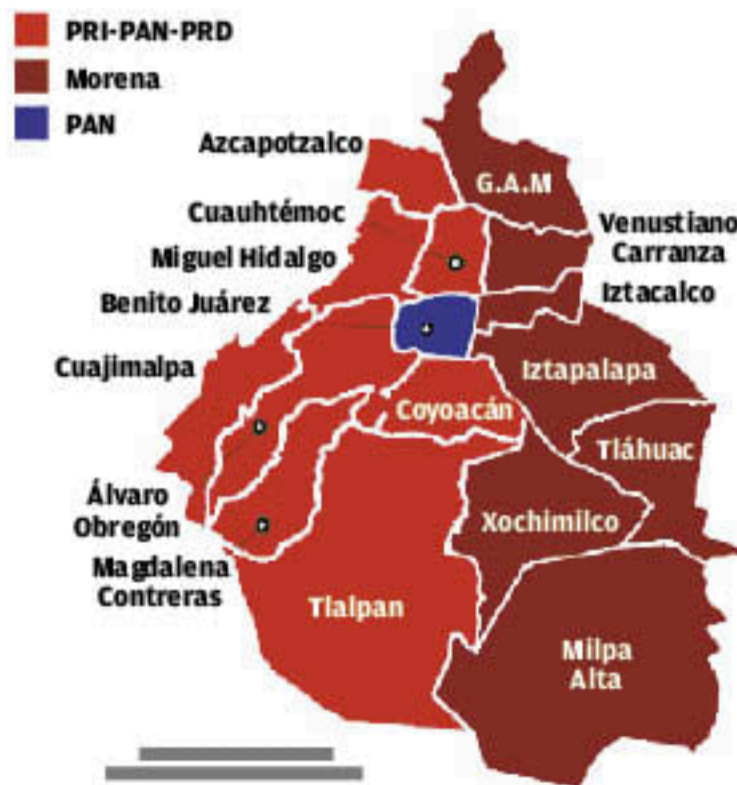 PRI-PAN-PRD
Morena
PAN
Azcapotzalco
G.A.M
Cuauhtémoc
Venustiano
Carranza
Miguel Hidalgo
Iztacalco
Benito Juárez
Cuajimalpa
Iztapalapa
Coyoacán
Tláhuac
Álvaro
Obregón
Xochimilco
Magdalena
Contreras
Tlalpan
Milpa
Alta